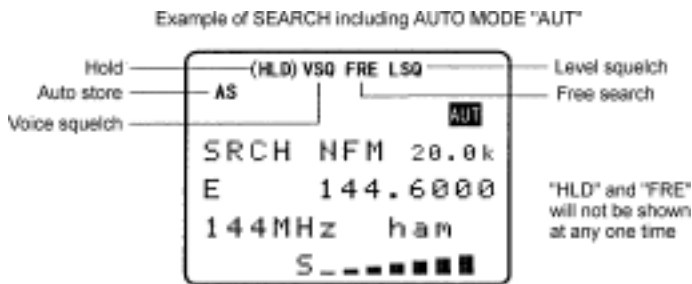 Example of SEARCH including AUTO MODE "AUT"
Hold
(HLD) VSQ FRE LSQ
Level squelch
Auto store
AS
Free search
Voice squelch
AUT
SRCH NFM 20.0k
E 144.6000
"HLD" and "FRE"
will not be shown
at any one time
144MHz ham
S